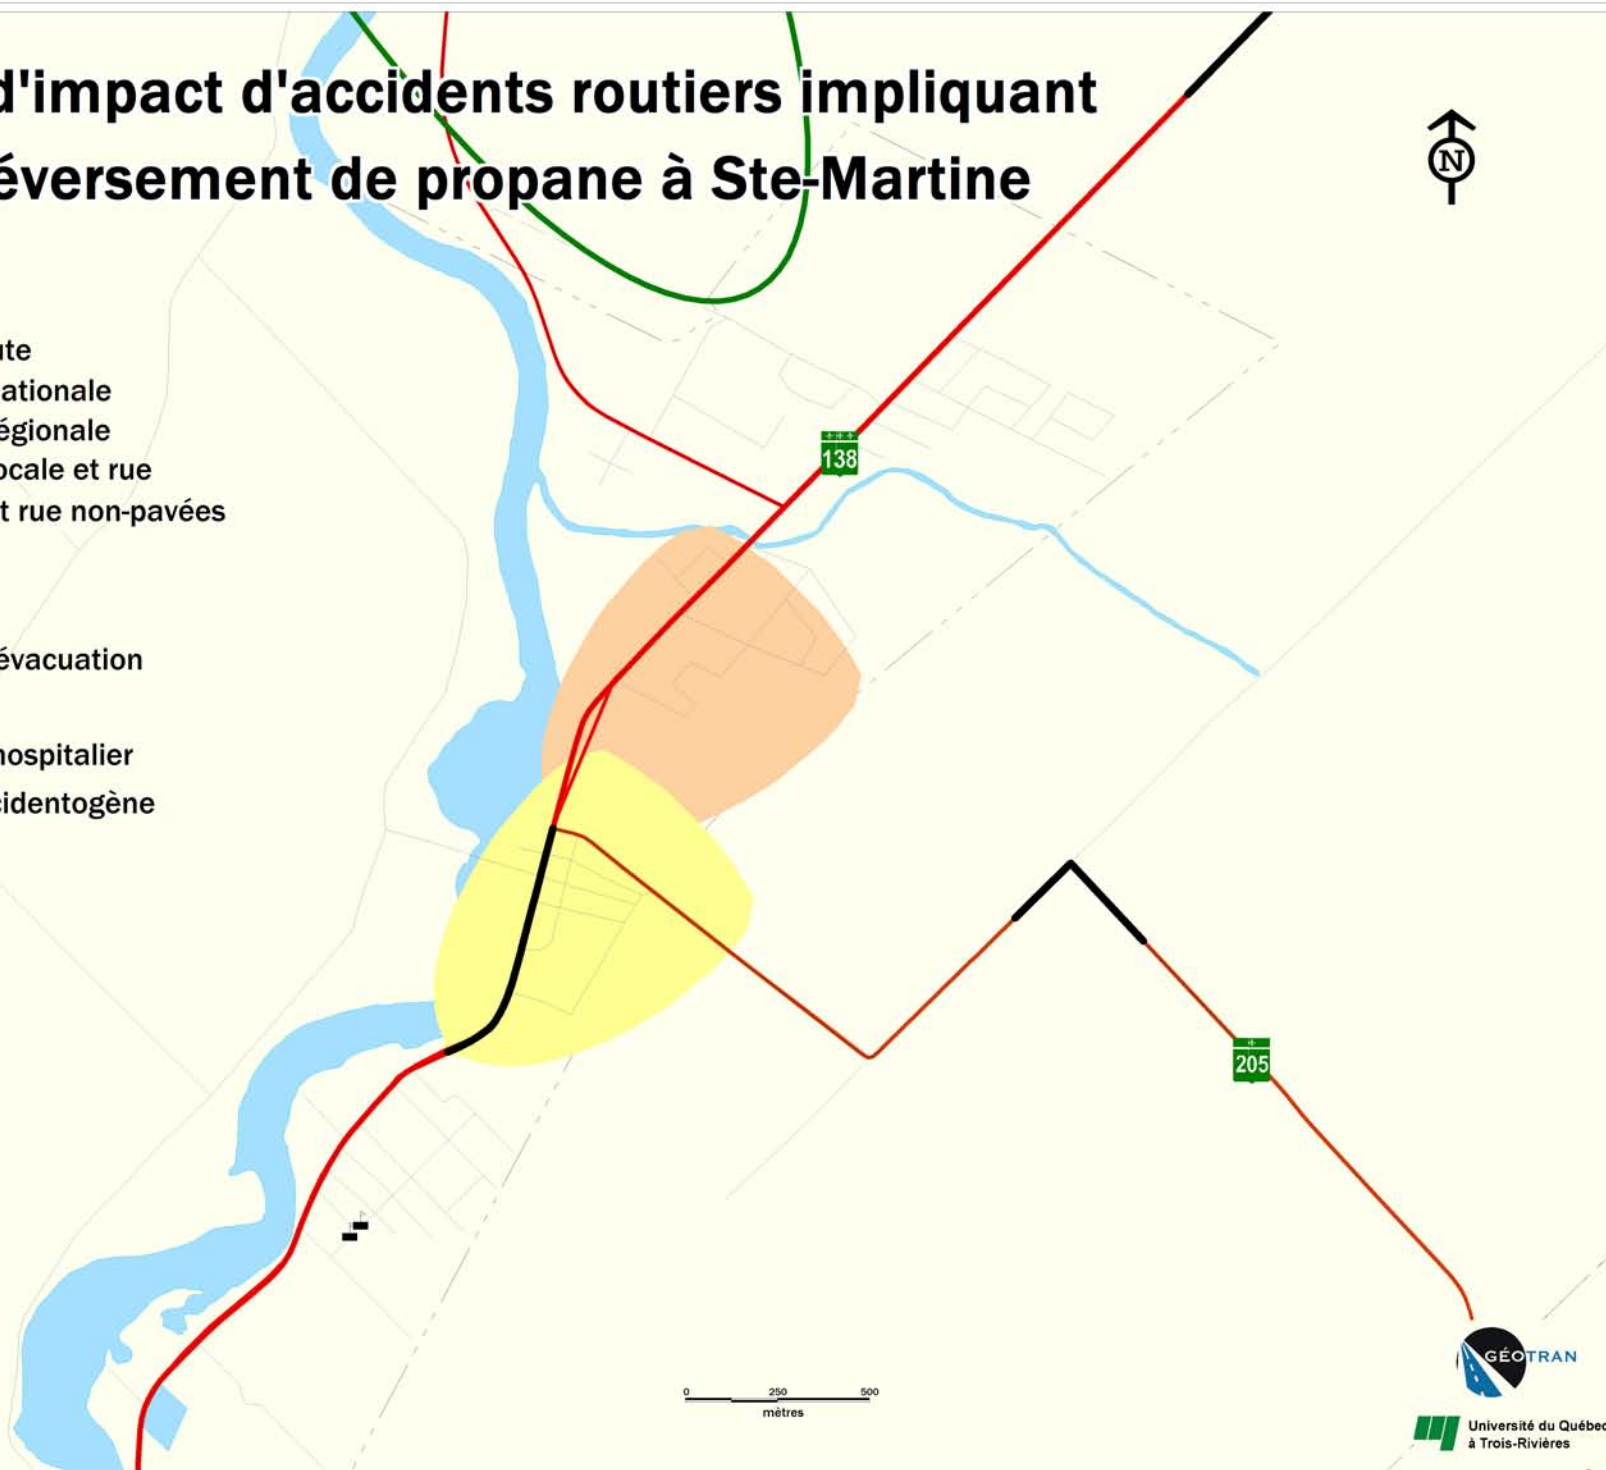 d'impact d'accidents routiers impliquant
éversement de propane à Ste-Martine
N
ute
ationale
égionale
ocale et rue
t rue non-pavées
138
évacuation
hospitalier
cidentogène
205
0 250 500
mètres
GÉOTRAN
Université du Québec
à Trois-Rivières